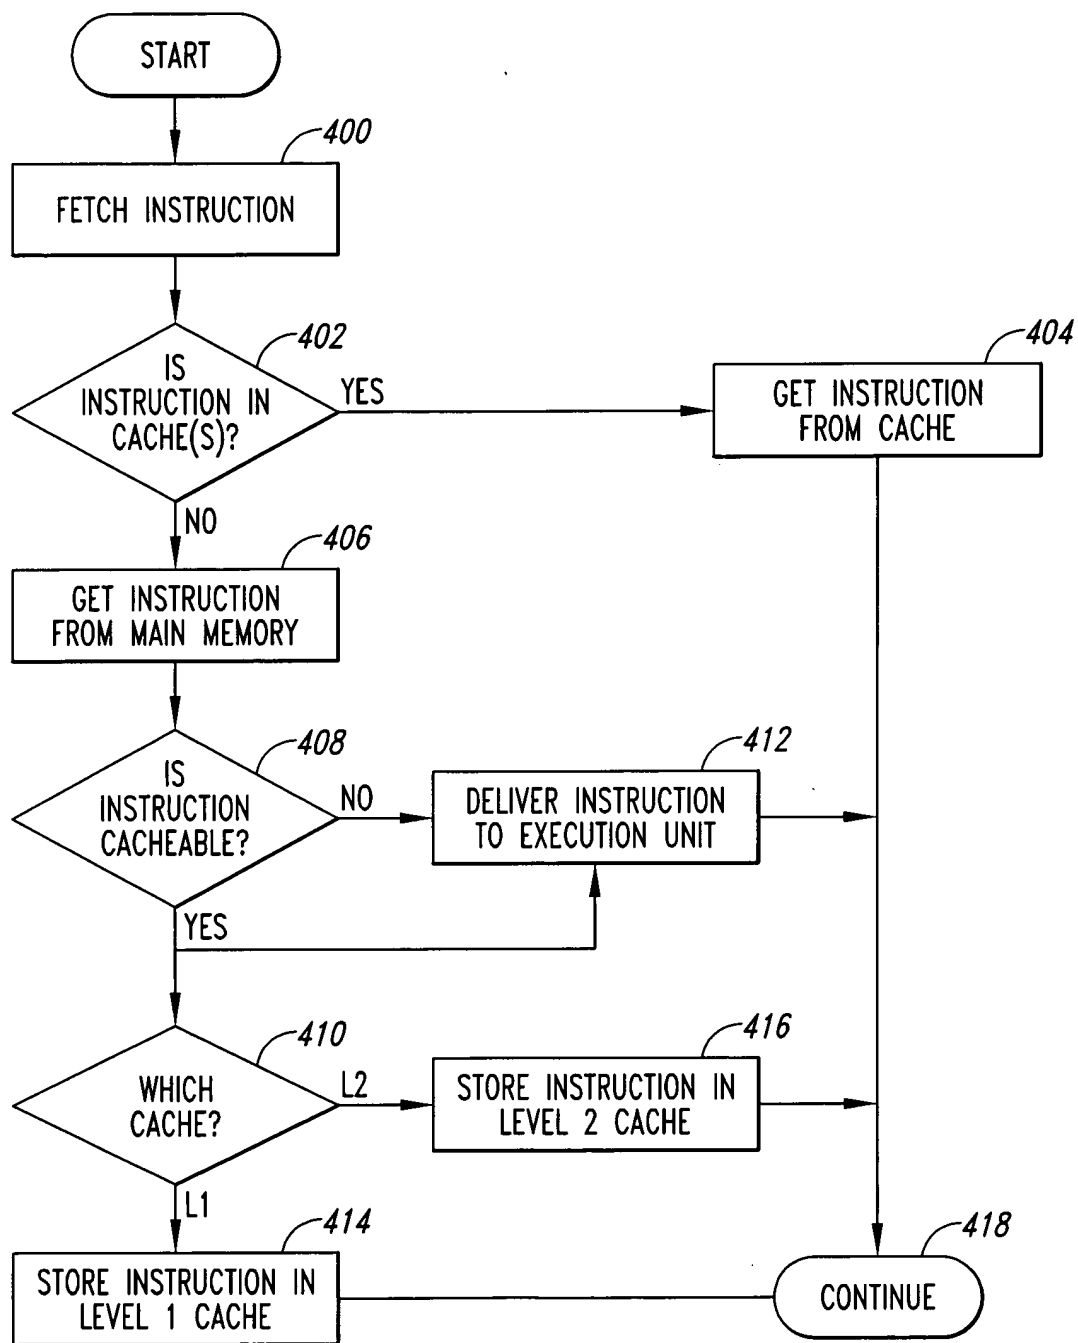 START
400
FETCH INSTRUCTION
402
IS
INSTRUCTION IN
CACHE(S)?
YES
404
GET INSTRUCTION
FROM CACHE
NO
406
GET INSTRUCTION
FROM MAIN MEMORY
408
IS
INSTRUCTION
CACHEABLE?
NO
412
DELIVER INSTRUCTION
TO EXECUTION UNIT
YES
410
WHICH
CACHE?
L2
416
STORE INSTRUCTION IN
LEVEL 2 CACHE
L1
414
STORE INSTRUCTION IN
LEVEL 1 CACHE
418
CONTINUE